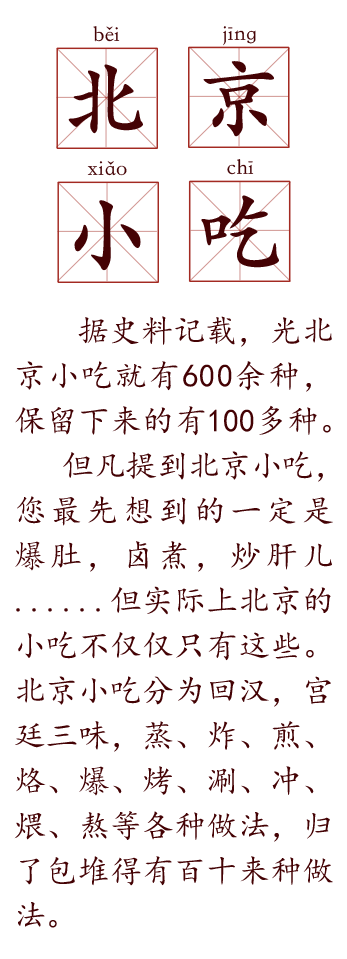 běi jīng
北京
xiǎo chī
小吃
据史料记载，光北
京小吃就有600余种，
保留下来的有100多种。
但凡提到北京小吃，
您最先想到的一定是
爆肚，卤煮，炒肝儿
......但实际上北京的
小吃不仅仅只有这些。
北京小吃分为回汉，宫
廷三味，蒸、炸、煎、
烙、爆、烤、涮、冲、
煨、熬等各种做法，归
了包堆得有百十来种做
法。